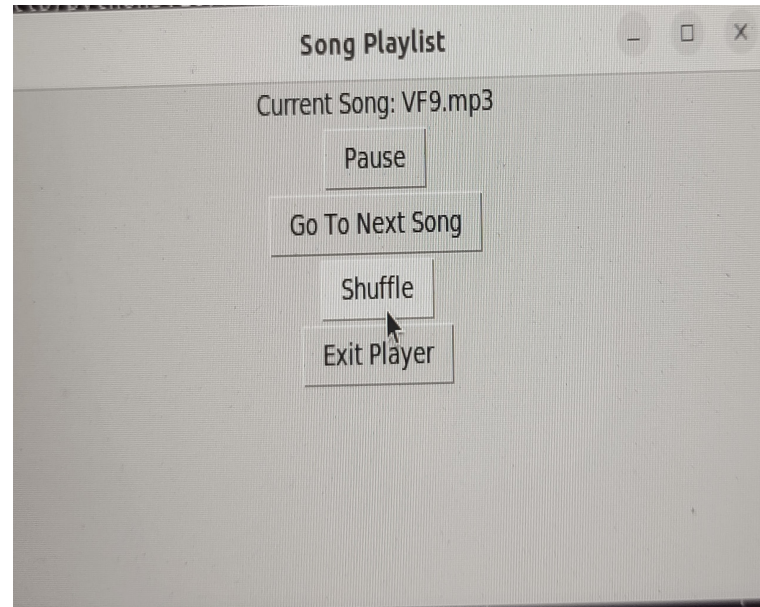 Song Playlist
Current Song: VF9.mp3
Pause
Go To Next Song
Shuffle
Exit Player